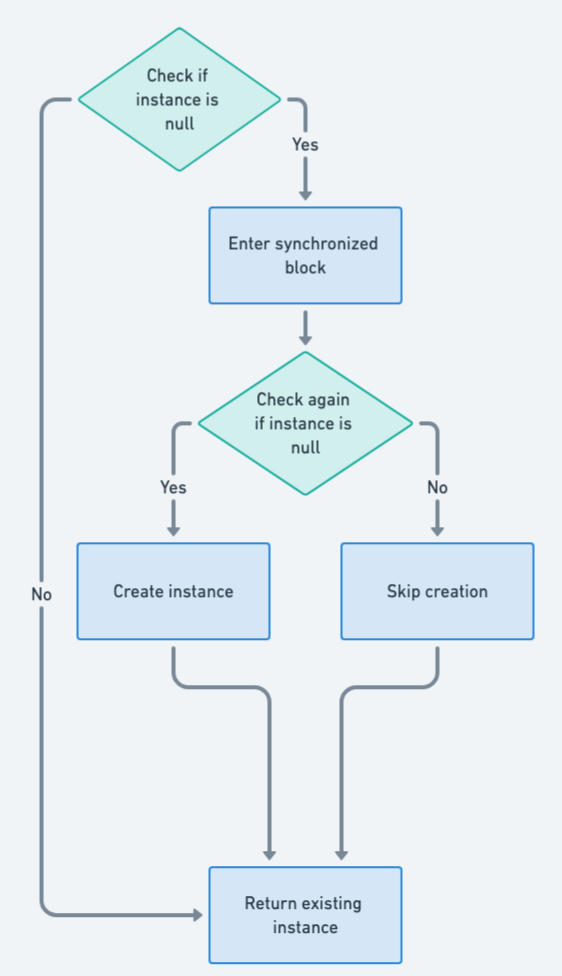 Check if
instance is
null
Yes
Enter synchronized
block
Check again
if instance is
null
Yes
No
Create instance
Skip creation
No
Return existing
instance